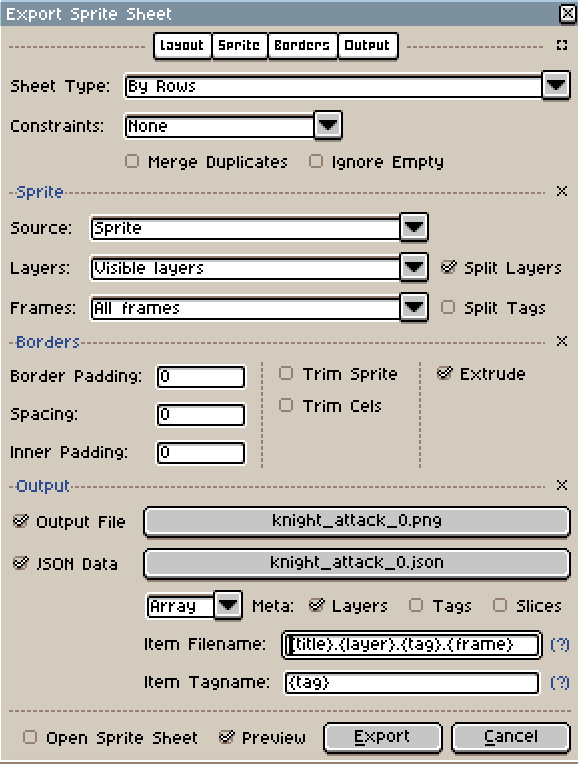 Export Sprite Sheet
Layout Sprite Borders Output
Sheet Type: By Rows
Constraints: None
Merge Duplicates Ignore Empty
Sprite
Source: Sprite
Layers: Visible layers Split Layers
Frames: All frames Split Tags
Borders
Border Padding: 0 Trim Sprite Extrude
Spacing: 0 Trim Cels
Inner Padding: 0
Output
Output File knight_attack_0.png
JSON Data knight_attack_0.json
Array Meta: Layers Tags Slices
Item Filename: {title}.{layer}.{tag}.{frame} (?)
Item Tagname: {tag} (?)
Open Sprite Sheet Preview Export Cancel